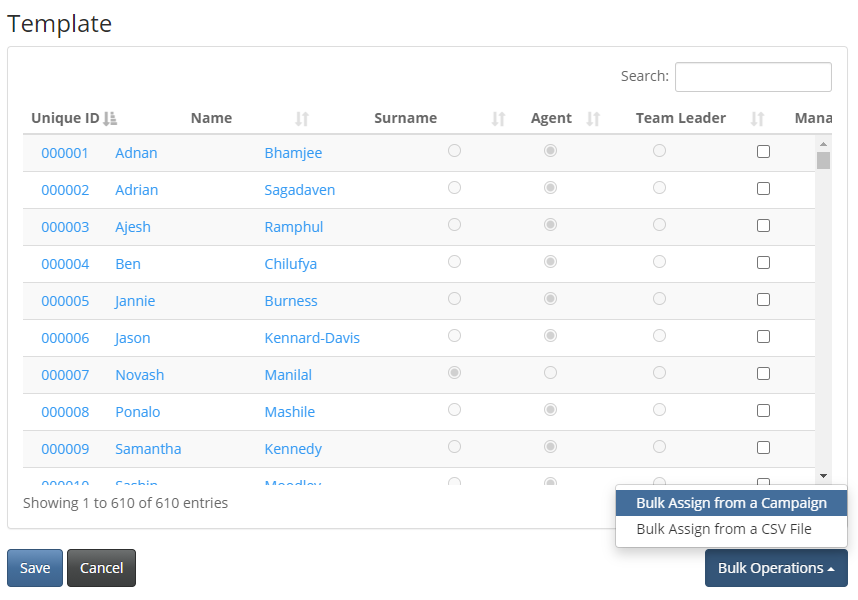 Template
Search:
Unique ID Name Surname Agent Team Leader Mana
000001 Adnan Bhamjee
000002 Adrian Sagadaven
000003 Ajesh Ramphul
000004 Ben Chilufya
000005 Jannie Burness
000006 Jason Kennard-Davis
000007 Novash Manilal
000008 Ponalo Mashile
000009 Samantha Kennedy
000010 Sashin Moodley
Showing 1 to 610 of 610 entries
Bulk Assign from a Campaign
Bulk Assign from a CSV File
Save Cancel Bulk Operations